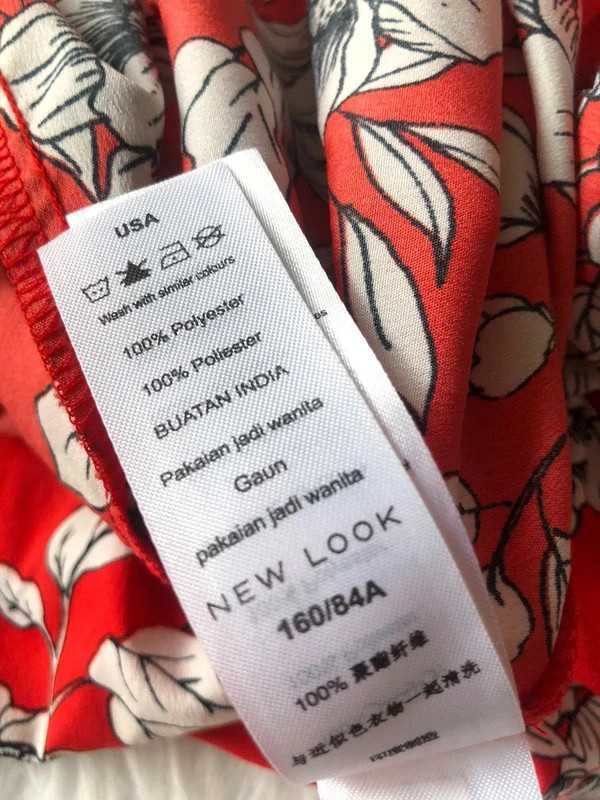 USA
Wash with similar colours
100% Polyester
100% Poliester
BUATAN INDIA
Pakaian jadi wanita
Gaun
pakaian jadi wanita
NEW LOOK
160/84A
100% 聚酯纤维
与近似色衣物一起清洗